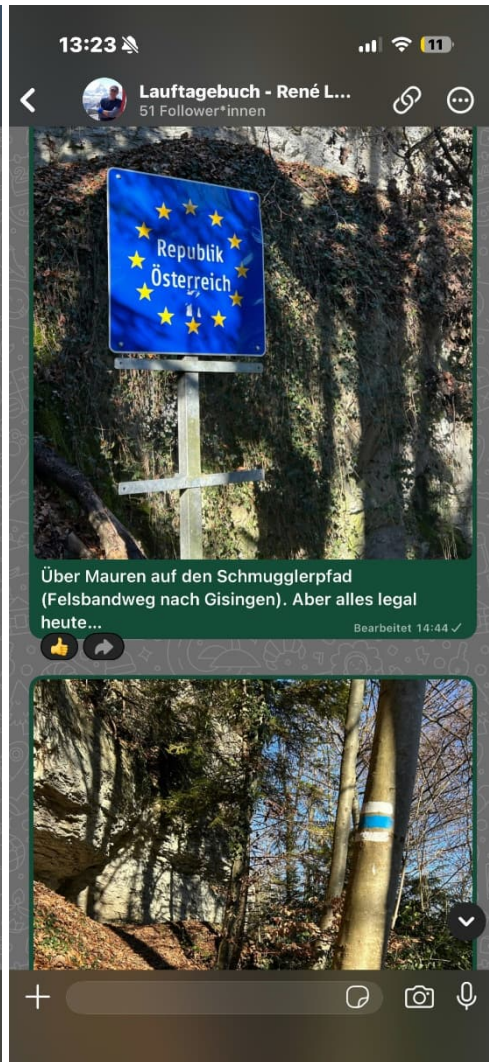 13:23
11
Lauftagebuch - René L...
51 Follower*innen
Republik
Österreich
Über Mauren auf den Schmugglerpfad
(Felsbandweg nach Gisingen). Aber alles legal
heute...
Bearbeitet 14:44